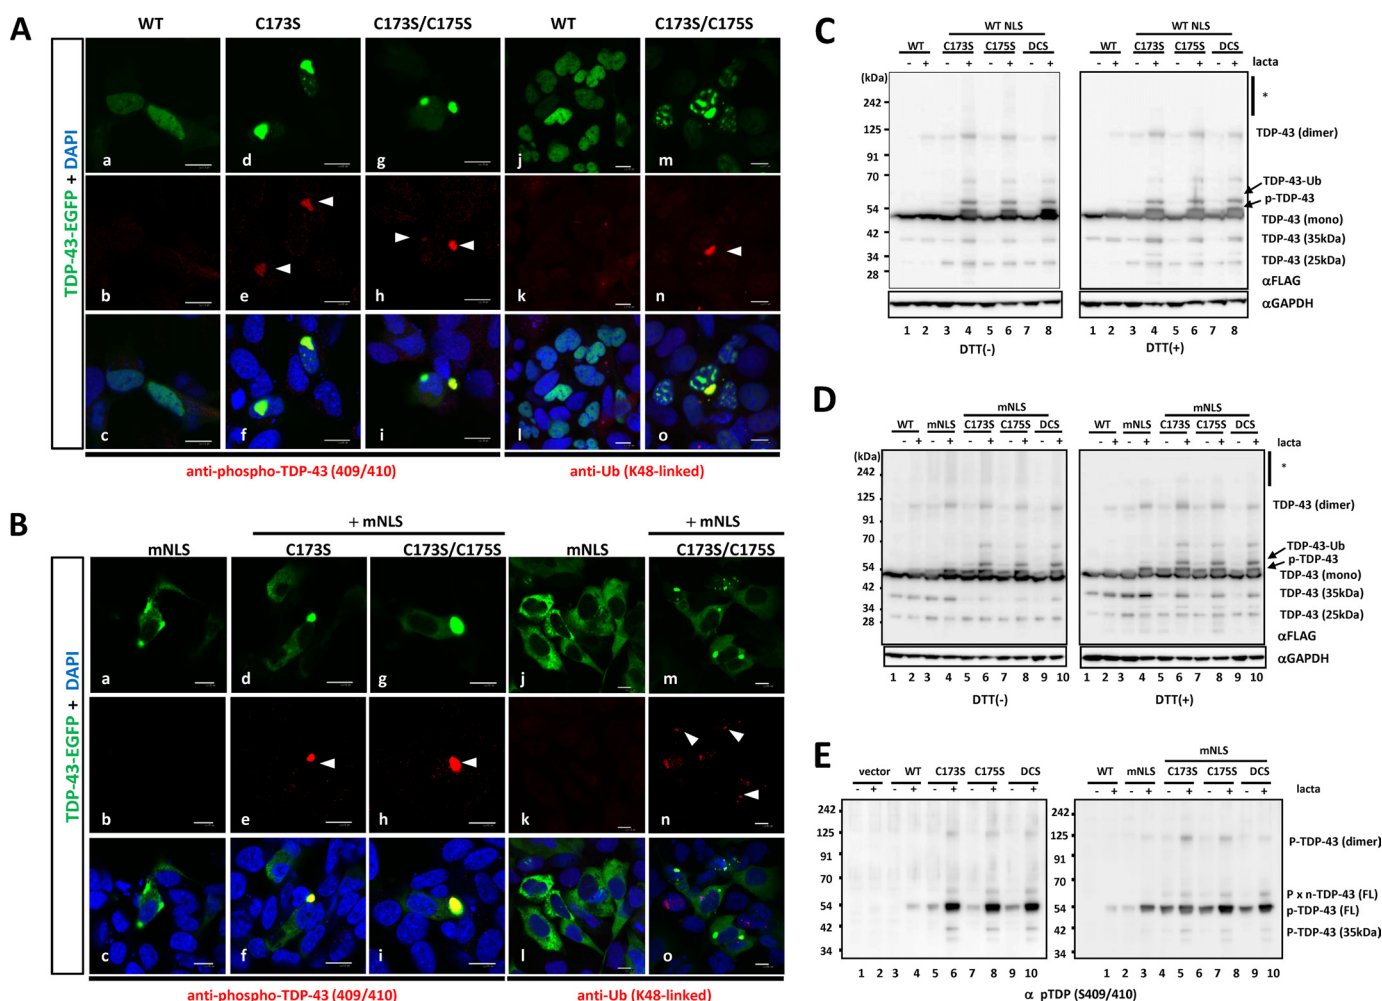 A
WT
C173S
C173S/C175S
WT
C173S/C175S
TDP-43-EGFP + DAPI
a
d
g
j
m
b
e
h
k
n
c
f
i
l
o
anti-phospho-TDP-43 (409/410)
anti-Ub (K48-linked)
B
+ mNLS
+ mNLS
mNLS
C173S
C173S/C175S
mNLS
C173S/C175S
TDP-43-EGFP + DAPI
a
d
g
j
m
b
e
h
k
n
c
f
i
l
o
anti-phospho-TDP-43 (409/410)
anti-Ub (K48-linked)
C
WT NLS
WT NLS
WT C173S C175S DCS
WT C173S C175S DCS
- + - + - + - +
- + - + - + - +
lacta
(kDa)
242
125
91
70
54
42
34
28
*
TDP-43 (dimer)
TDP-43-Ub
p-TDP-43
TDP-43 (mono)
TDP-43 (35kDa)
TDP-43 (25kDa)
αFLAG
αGAPDH
1 2 3 4 5 6 7 8
1 2 3 4 5 6 7 8
DTT(-)
DTT(+)
D
mNLS
mNLS
WT mNLS C173S C175S DCS
WT mNLS C173S C175S DCS
- + - + - + - + - +
- + - + - + - + - +
lacta
(kDa)
242
125
91
70
54
42
34
28
(kDa)
242
125
91
70
54
42
34
28
*
TDP-43 (dimer)
TDP-43-Ub
p-TDP-43
TDP-43 (mono)
TDP-43 (35kDa)
TDP-43 (25kDa)
αFLAG
αGAPDH
1 2 3 4 5 6 7 8 9 10
1 2 3 4 5 6 7 8 9 10
DTT(-)
DTT(+)
E
mNLS
vector WT C173S C175S DCS
WT mNLS C173S C175S DCS
- + - + - + - + - +
- + - + - + - + - +
lacta
242
125
91
70
54
42
34
242
125
91
70
54
42
34
P-TDP-43 (dimer)
P x n-TDP-43 (FL)
p-TDP-43 (FL)
P-TDP-43 (35kDa)
1 2 3 4 5 6 7 8 9 10
1 2 3 4 5 6 7 8 9 10
α pTDP (S409/410)